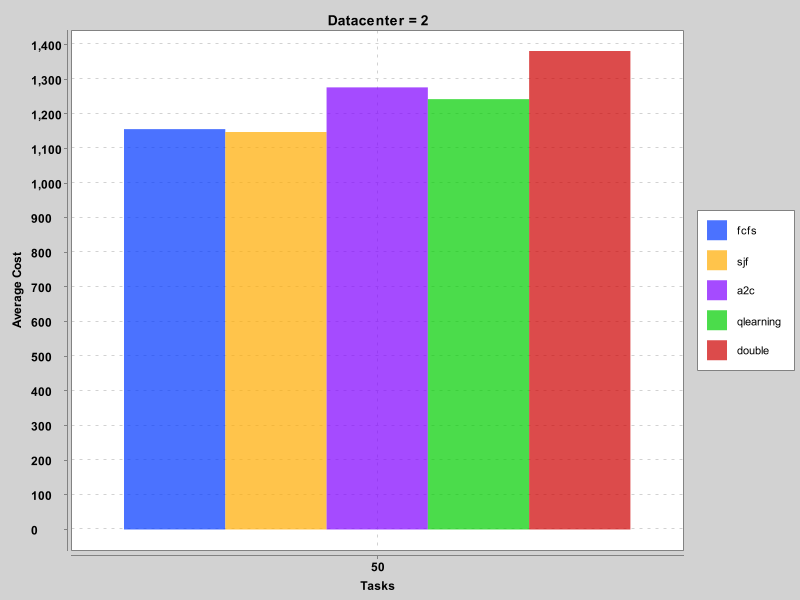 Datacenter = 2
1,400
1,300
1,200
1,100
1,000
900
800
700
600
500
400
300
200
100
0
Average Cost
50
Tasks
fcfs
sjf
a2c
qlearning
double